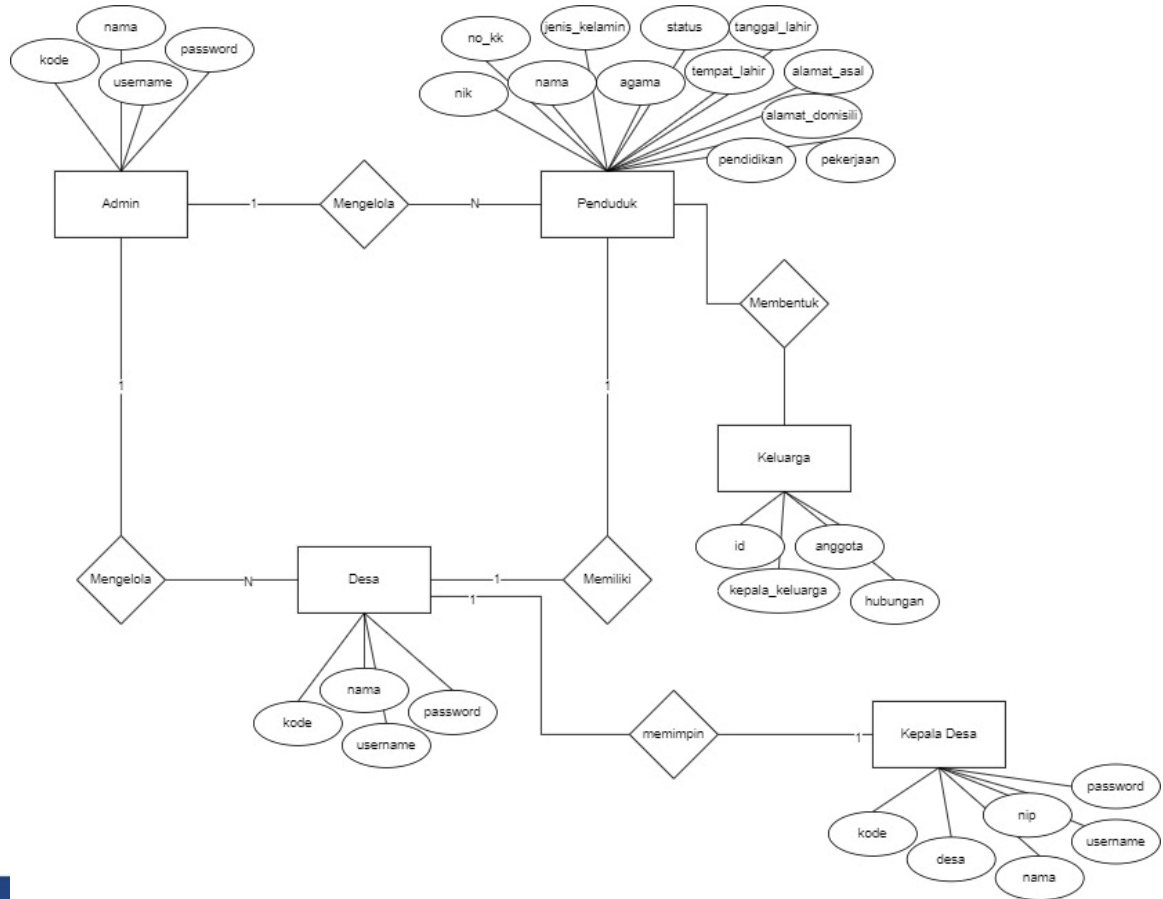 nama
kode
password
username
no_kk
jenis_kelamin
status
tanggal_lahir
nik
nama
agama
tempat_lahir
alamat_asal
alamat_domisili
pendidikan
pekerjaan
Admin
1
Mengelola
N
Penduduk
Membentuk
1
1
Keluarga
id
anggota
kepala_keluarga
hubungan
Mengelola
N
Desa
1
Memiliki
1
nama
kode
password
username
memimpin
1
Kepala Desa
password
nip
kode
username
desa
nama